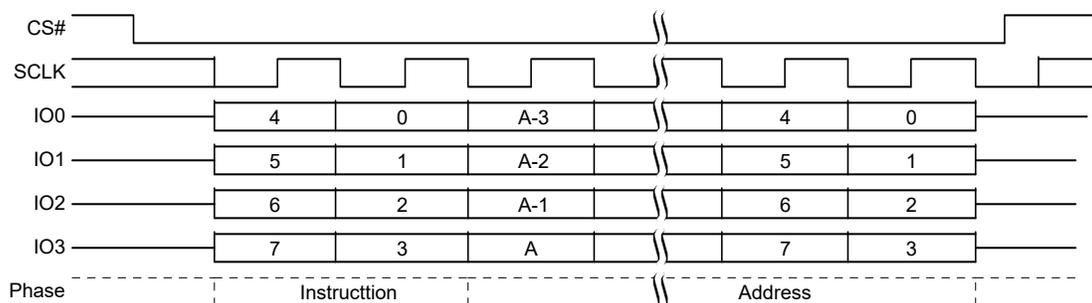 CS#
SCLK
IO0 4 0 A-3 4 0
IO1 5 1 A-2 5 1
IO2 6 2 A-1 6 2
IO3 7 3 A 7 3
Phase Instructtion Address